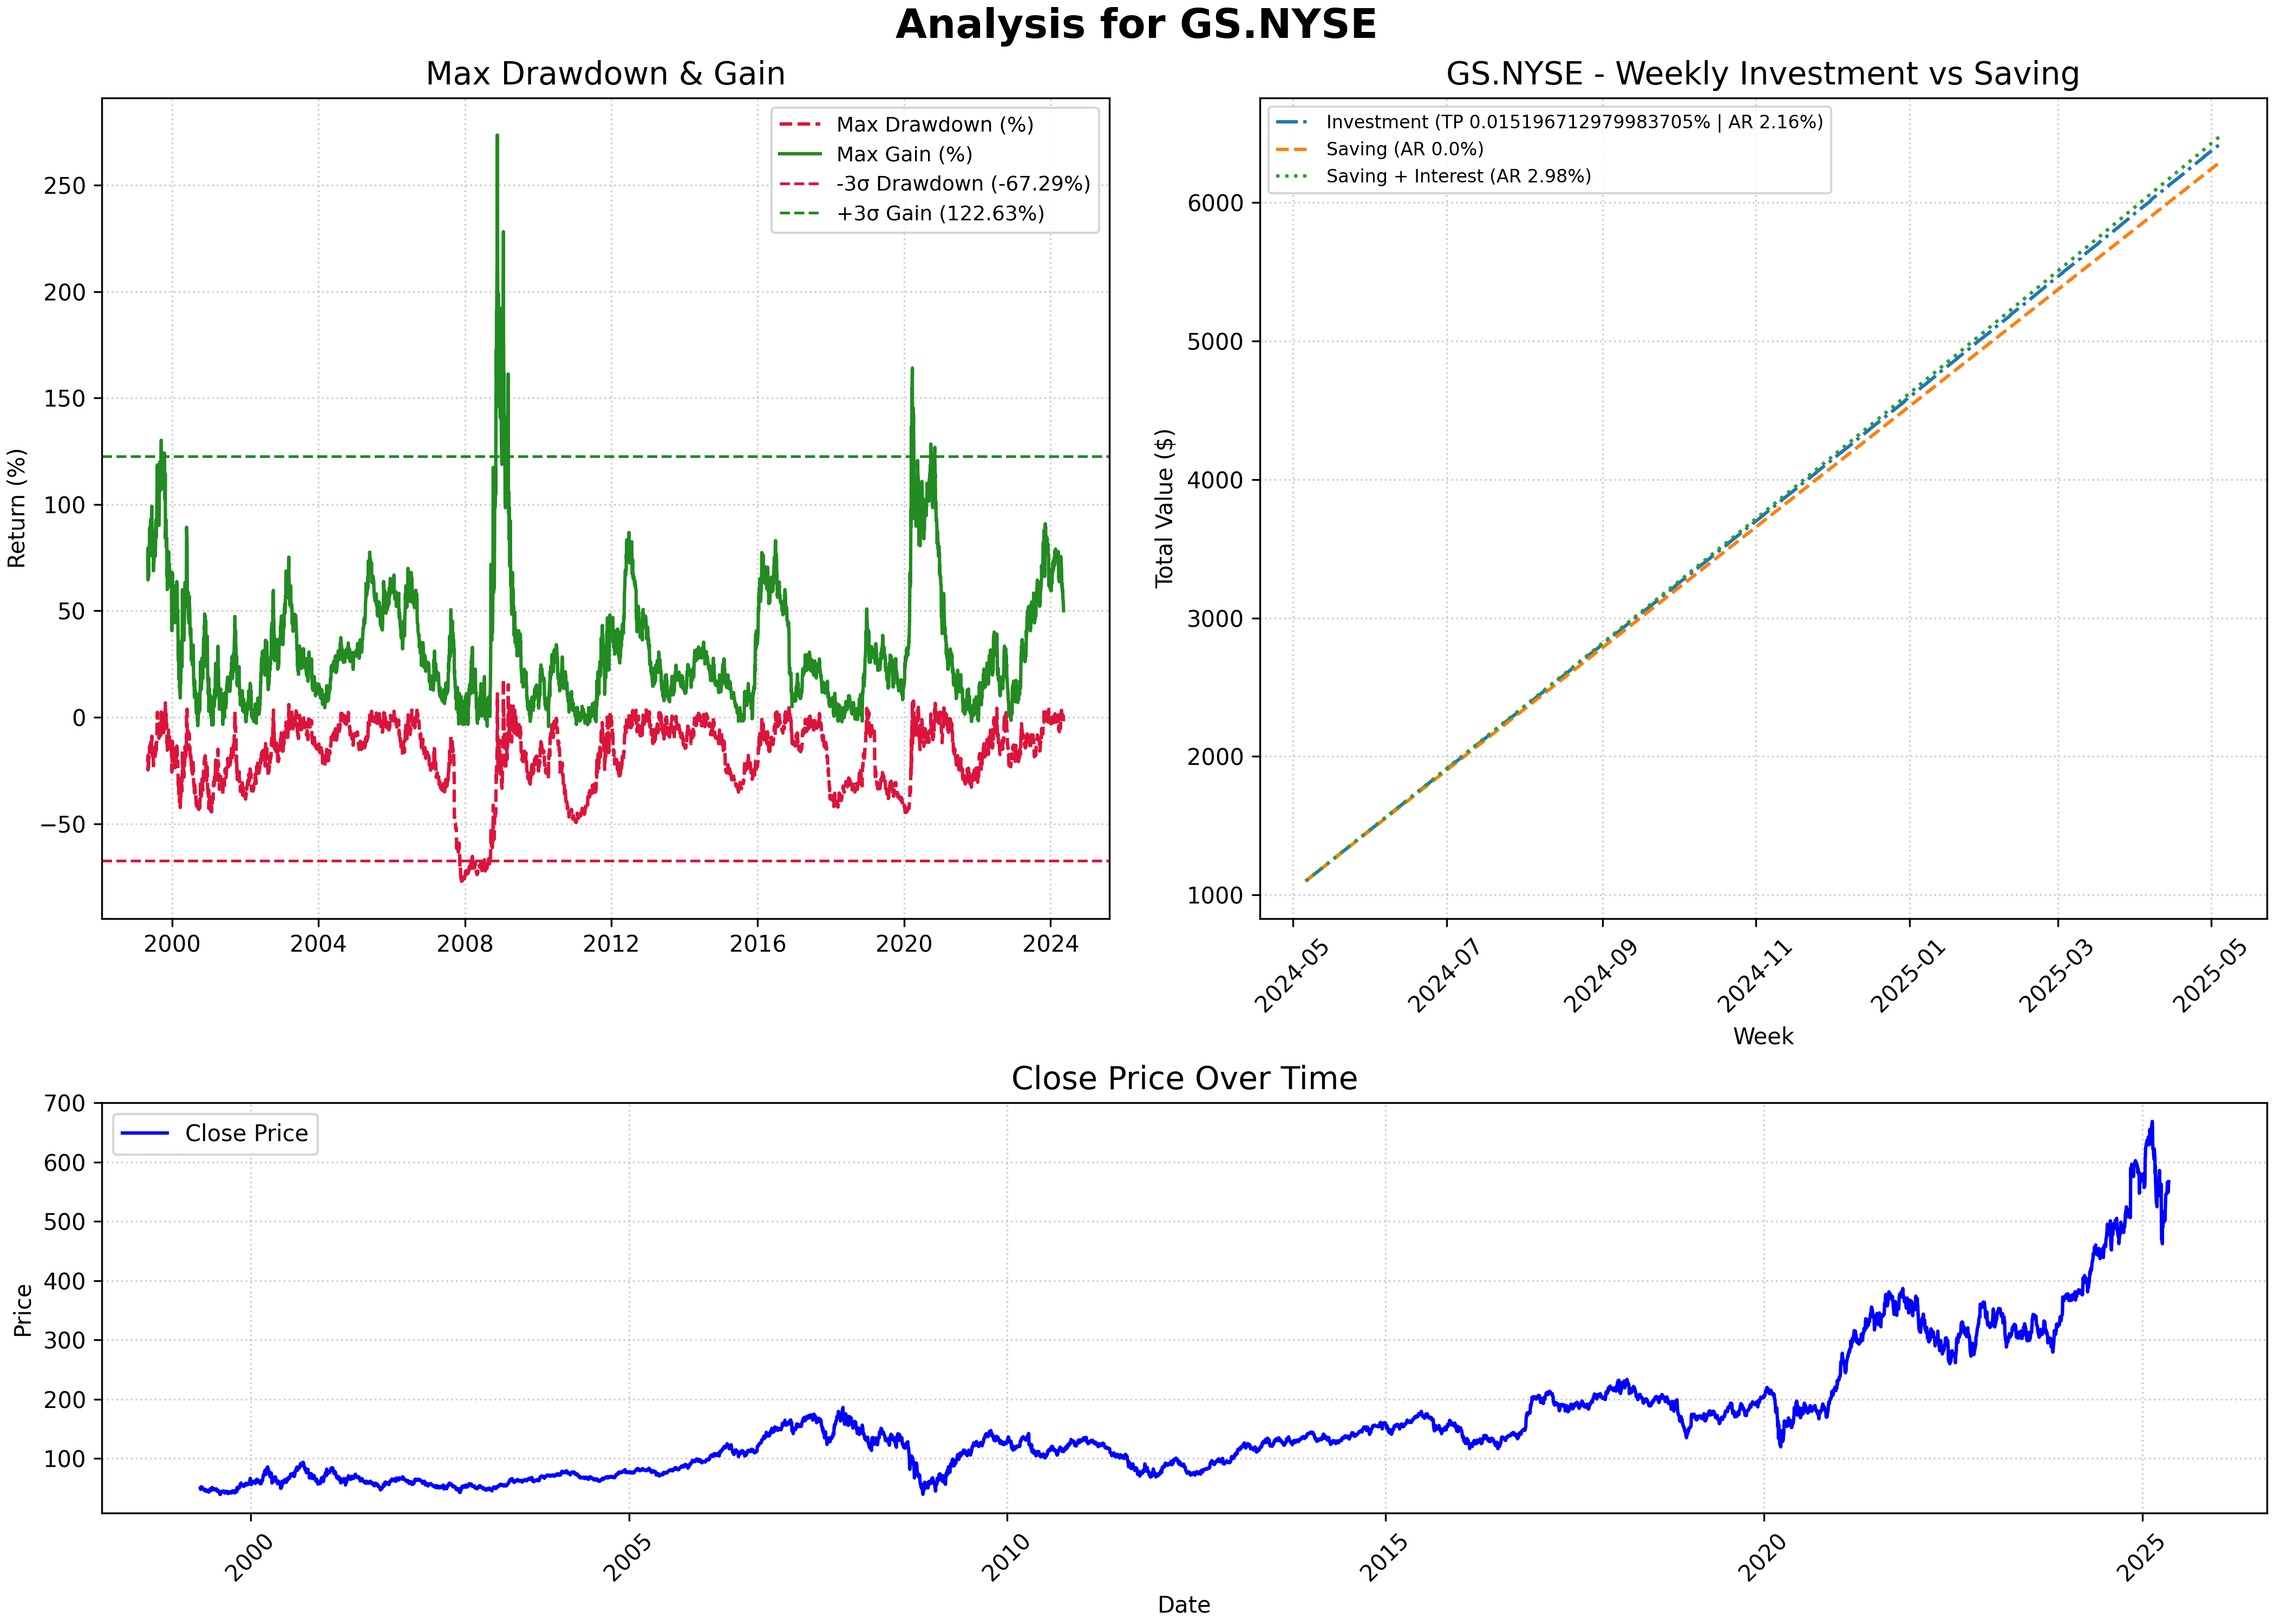 Analysis for GS.NYSE
Max Drawdown & Gain
Return (%)
250
200
150
100
50
0
−50
2000
2004
2008
2012
2016
2020
2024
Max Drawdown (%)
Max Gain (%)
-3σ Drawdown (-67.29%)
+3σ Gain (122.63%)
GS.NYSE - Weekly Investment vs Saving
Total Value ($)
6000
5000
4000
3000
2000
1000
2024-05
2024-07
2024-09
2024-11
2025-01
2025-03
2025-05
Week
Investment (TP 0.015196712979983705% | AR 2.16%)
Saving (AR 0.0%)
Saving + Interest (AR 2.98%)
Close Price Over Time
Price
700
600
500
400
300
200
100
2000
2005
2010
2015
2020
2025
Date
Close Price